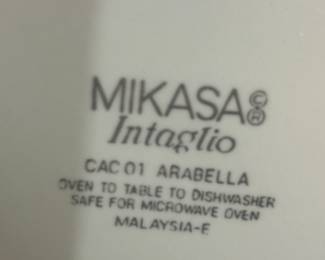 MIKASA©®
Intaglio
CAC01 ARABELLA
OVEN TO TABLE TO DISHWASHER
SAFE FOR MICROWAVE OVEN
MALAYSIA-E